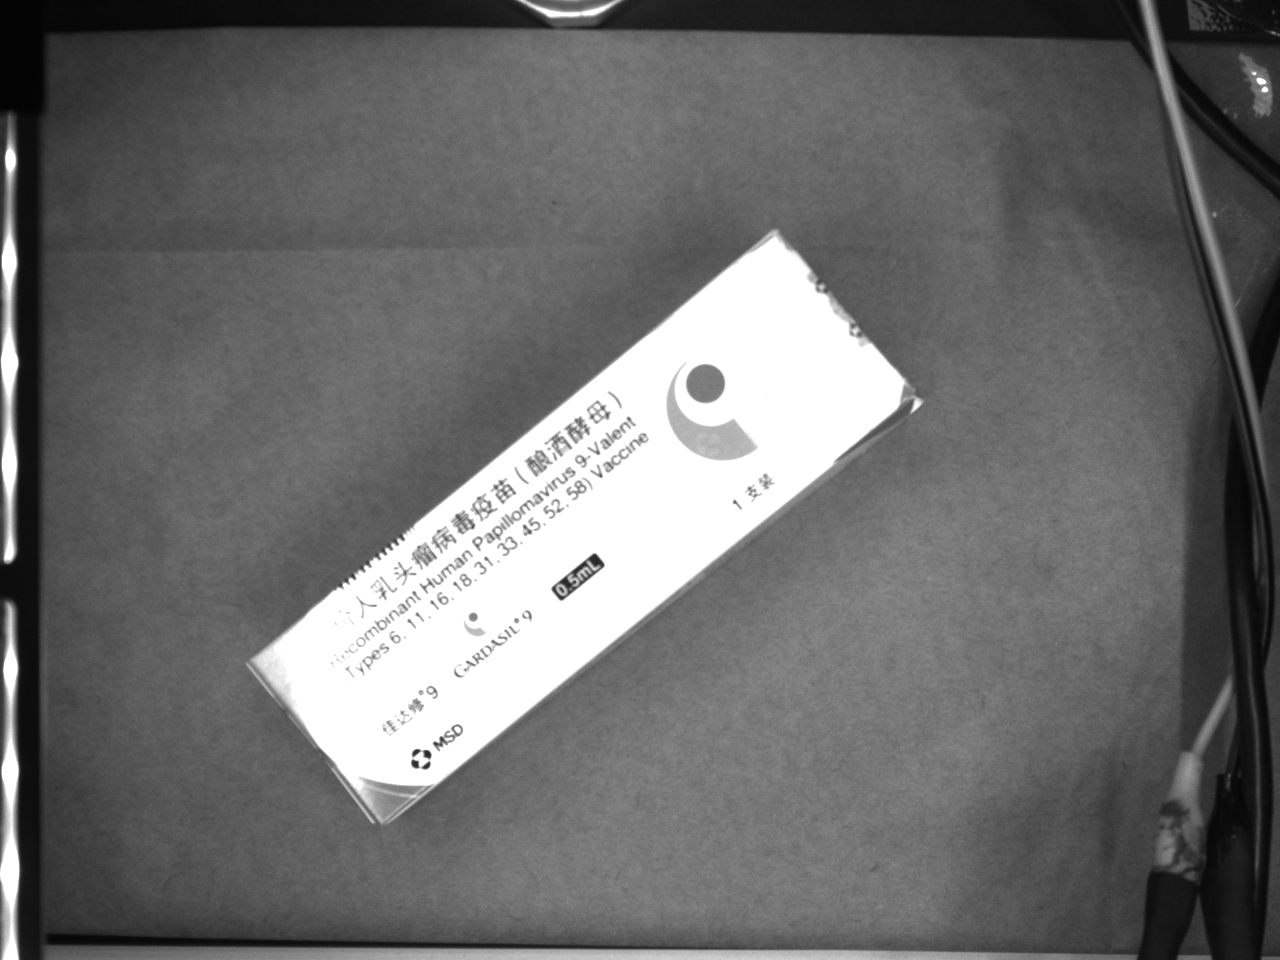 人乳头瘤病毒疫苗（酿酒酵母）
Recombinant Human Papillomavirus 9-Valent
Types 6, 11, 16, 18, 31, 33, 45, 52, 58) Vaccine
佳达修®9 GARDASIL®9 0.5mL
MSD
1 支装